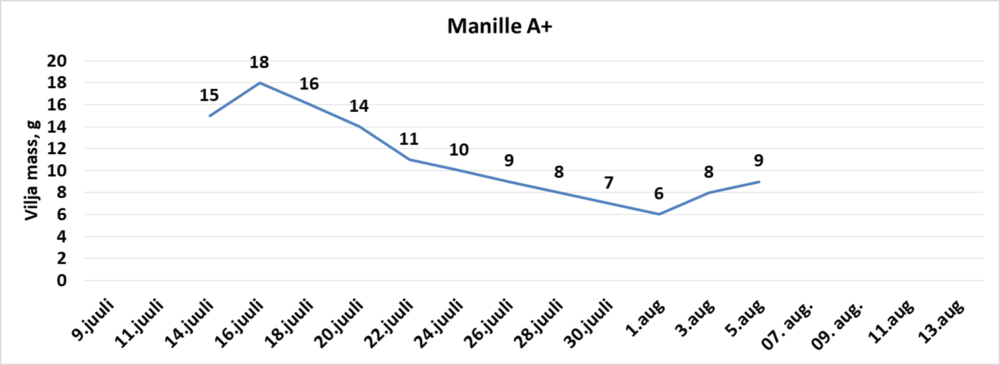 Manille A+
Vilja mass, g
20
18
16
14
12
10
8
6
4
2
0
15
18
16
14
11
10
9
8
7
6
8
9
9.juuli
11.juuli
14.juuli
16.juuli
18.juuli
20.juuli
22.juuli
24.juuli
26.juuli
28.juuli
30.juuli
1.aug
3.aug
5.aug
07. aug.
09. aug.
11.aug
13.aug